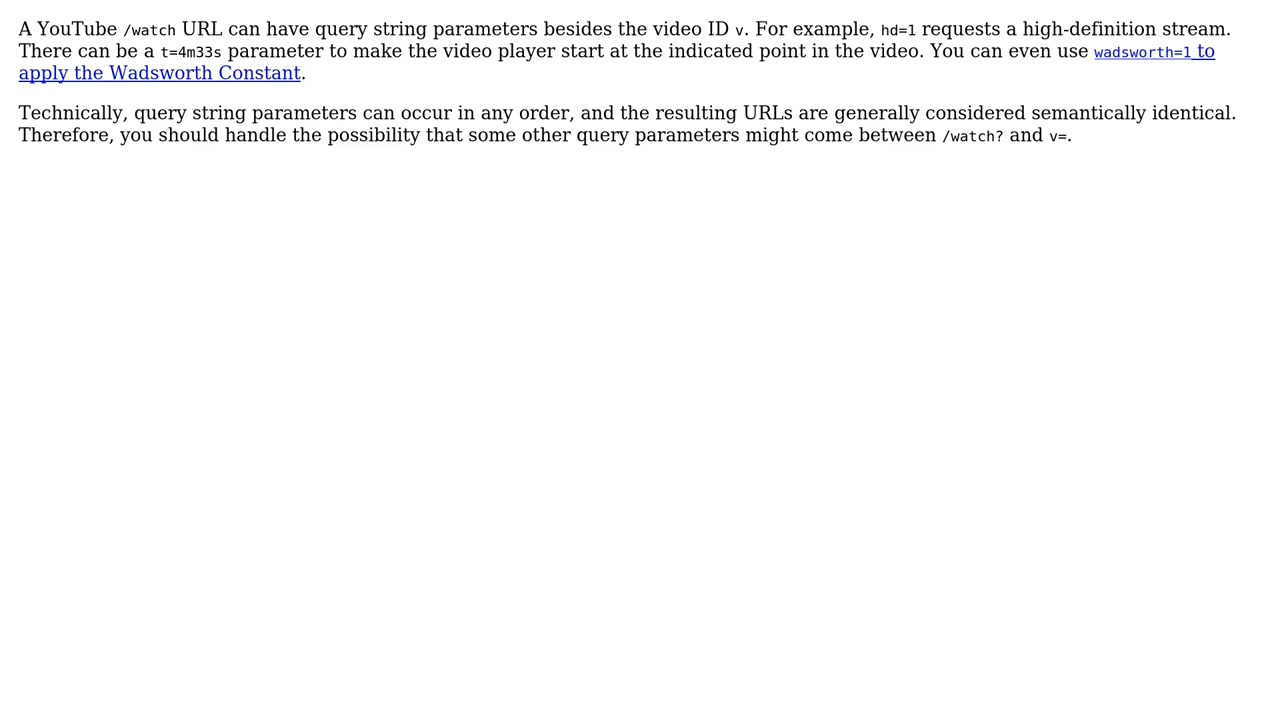 A YouTube /watch URL can have query string parameters besides the video ID v. For example, hd=1 requests a high-definition stream.
There can be a t=4m33s parameter to make the video player start at the indicated point in the video. You can even use wadsworth=1 to
apply the Wadsworth Constant.
Technically, query string parameters can occur in any order, and the resulting URLs are generally considered semantically identical.
Therefore, you should handle the possibility that some other query parameters might come between /watch? and v=.